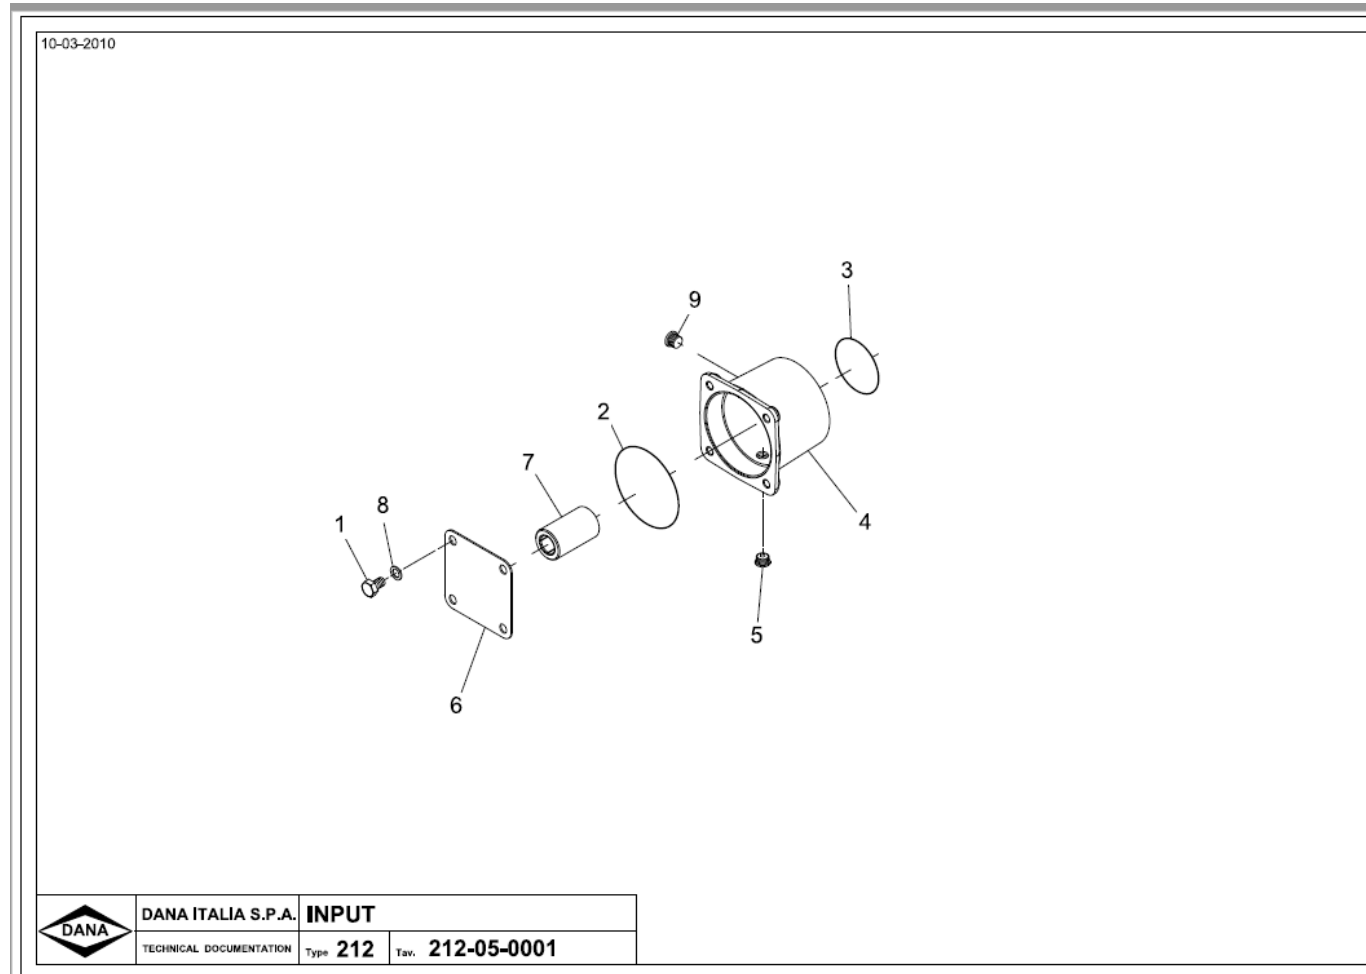 10-03-2010
3
9
2
7
8
1
4
5
6
DANA
DANA ITALIA S.P.A.
INPUT
TECHNICAL DOCUMENTATION
Type 212
Tav. 212-05-0001